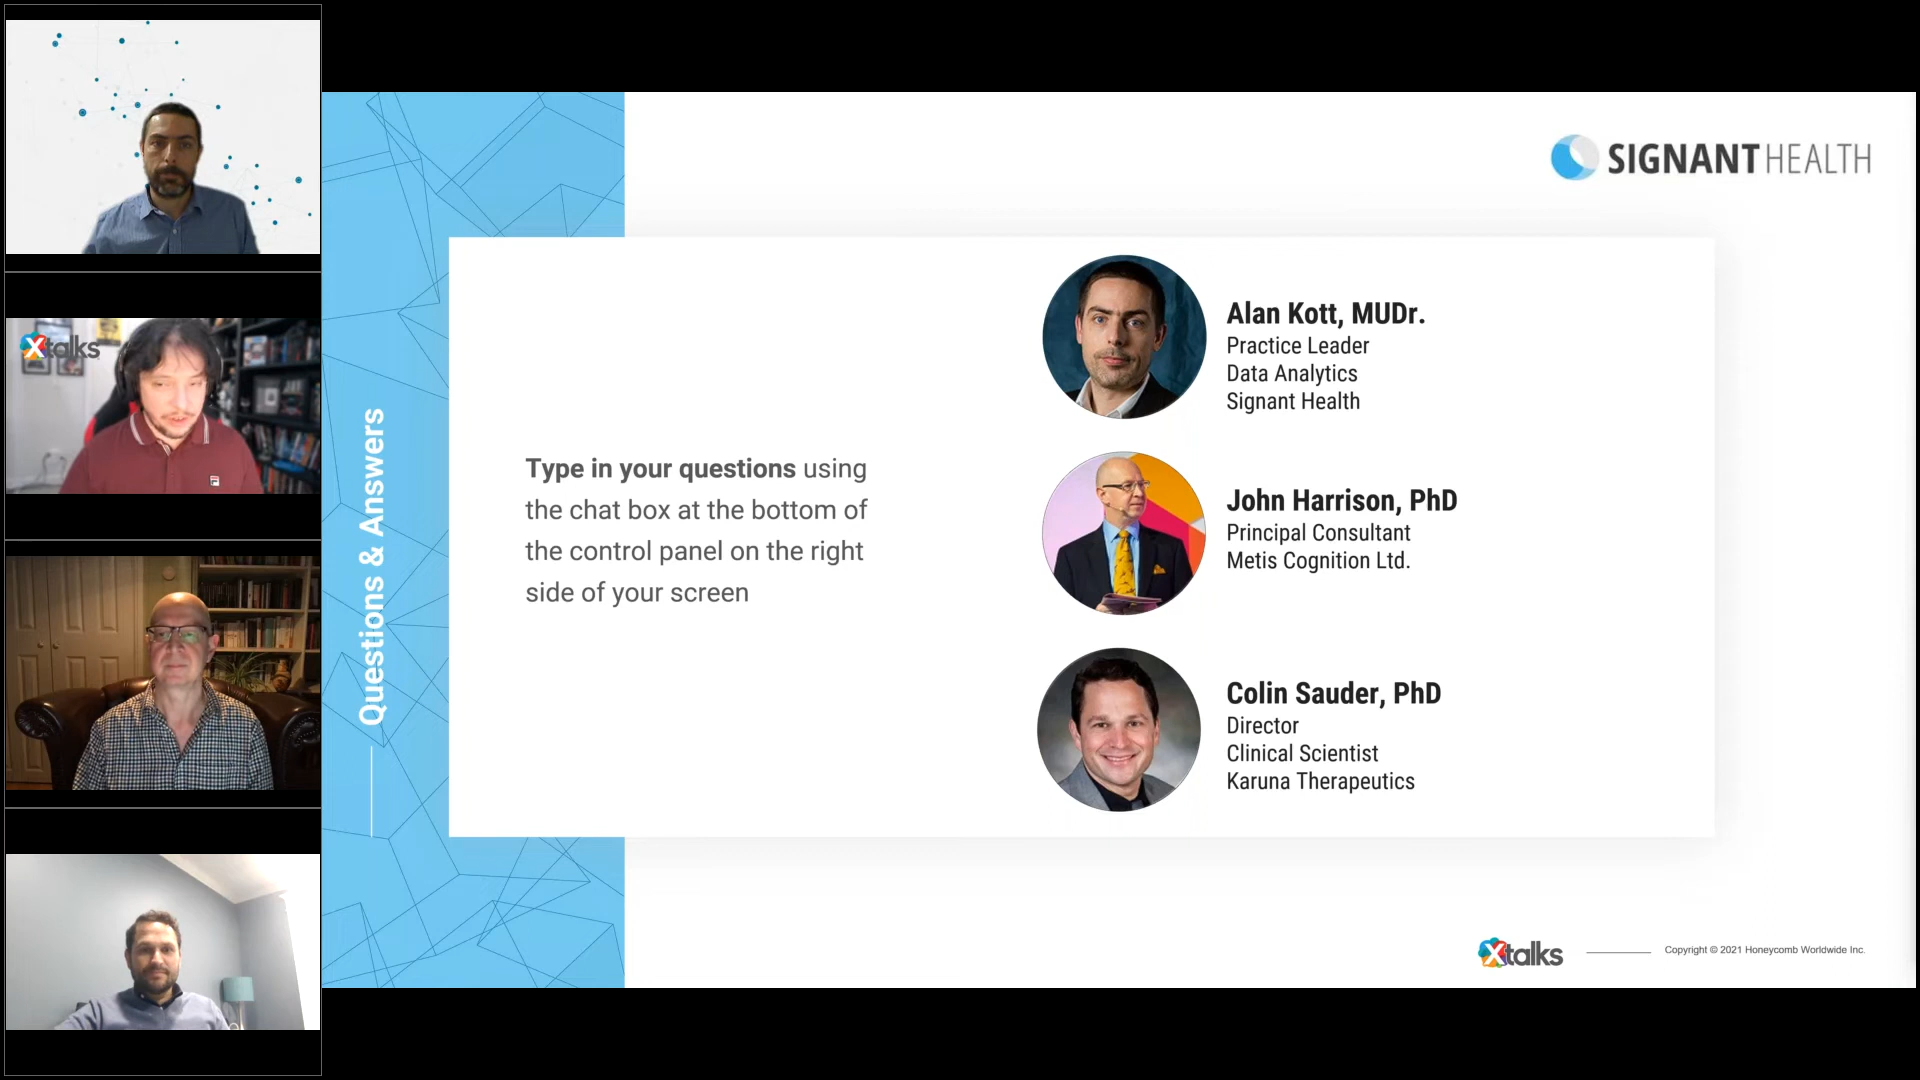 Xtalks
Questions & Answers
SIGNANT HEALTH
Type in your questions using
the chat box at the bottom of
the control panel on the right
side of your screen
Alan Kott, MUDr.
Practice Leader
Data Analytics
Signant Health
John Harrison, PhD
Principal Consultant
Metis Cognition Ltd.
Colin Sauder, PhD
Director
Clinical Scientist
Karuna Therapeutics
Xtalks
Copyright © 2021 Honeycomb Worldwide Inc.